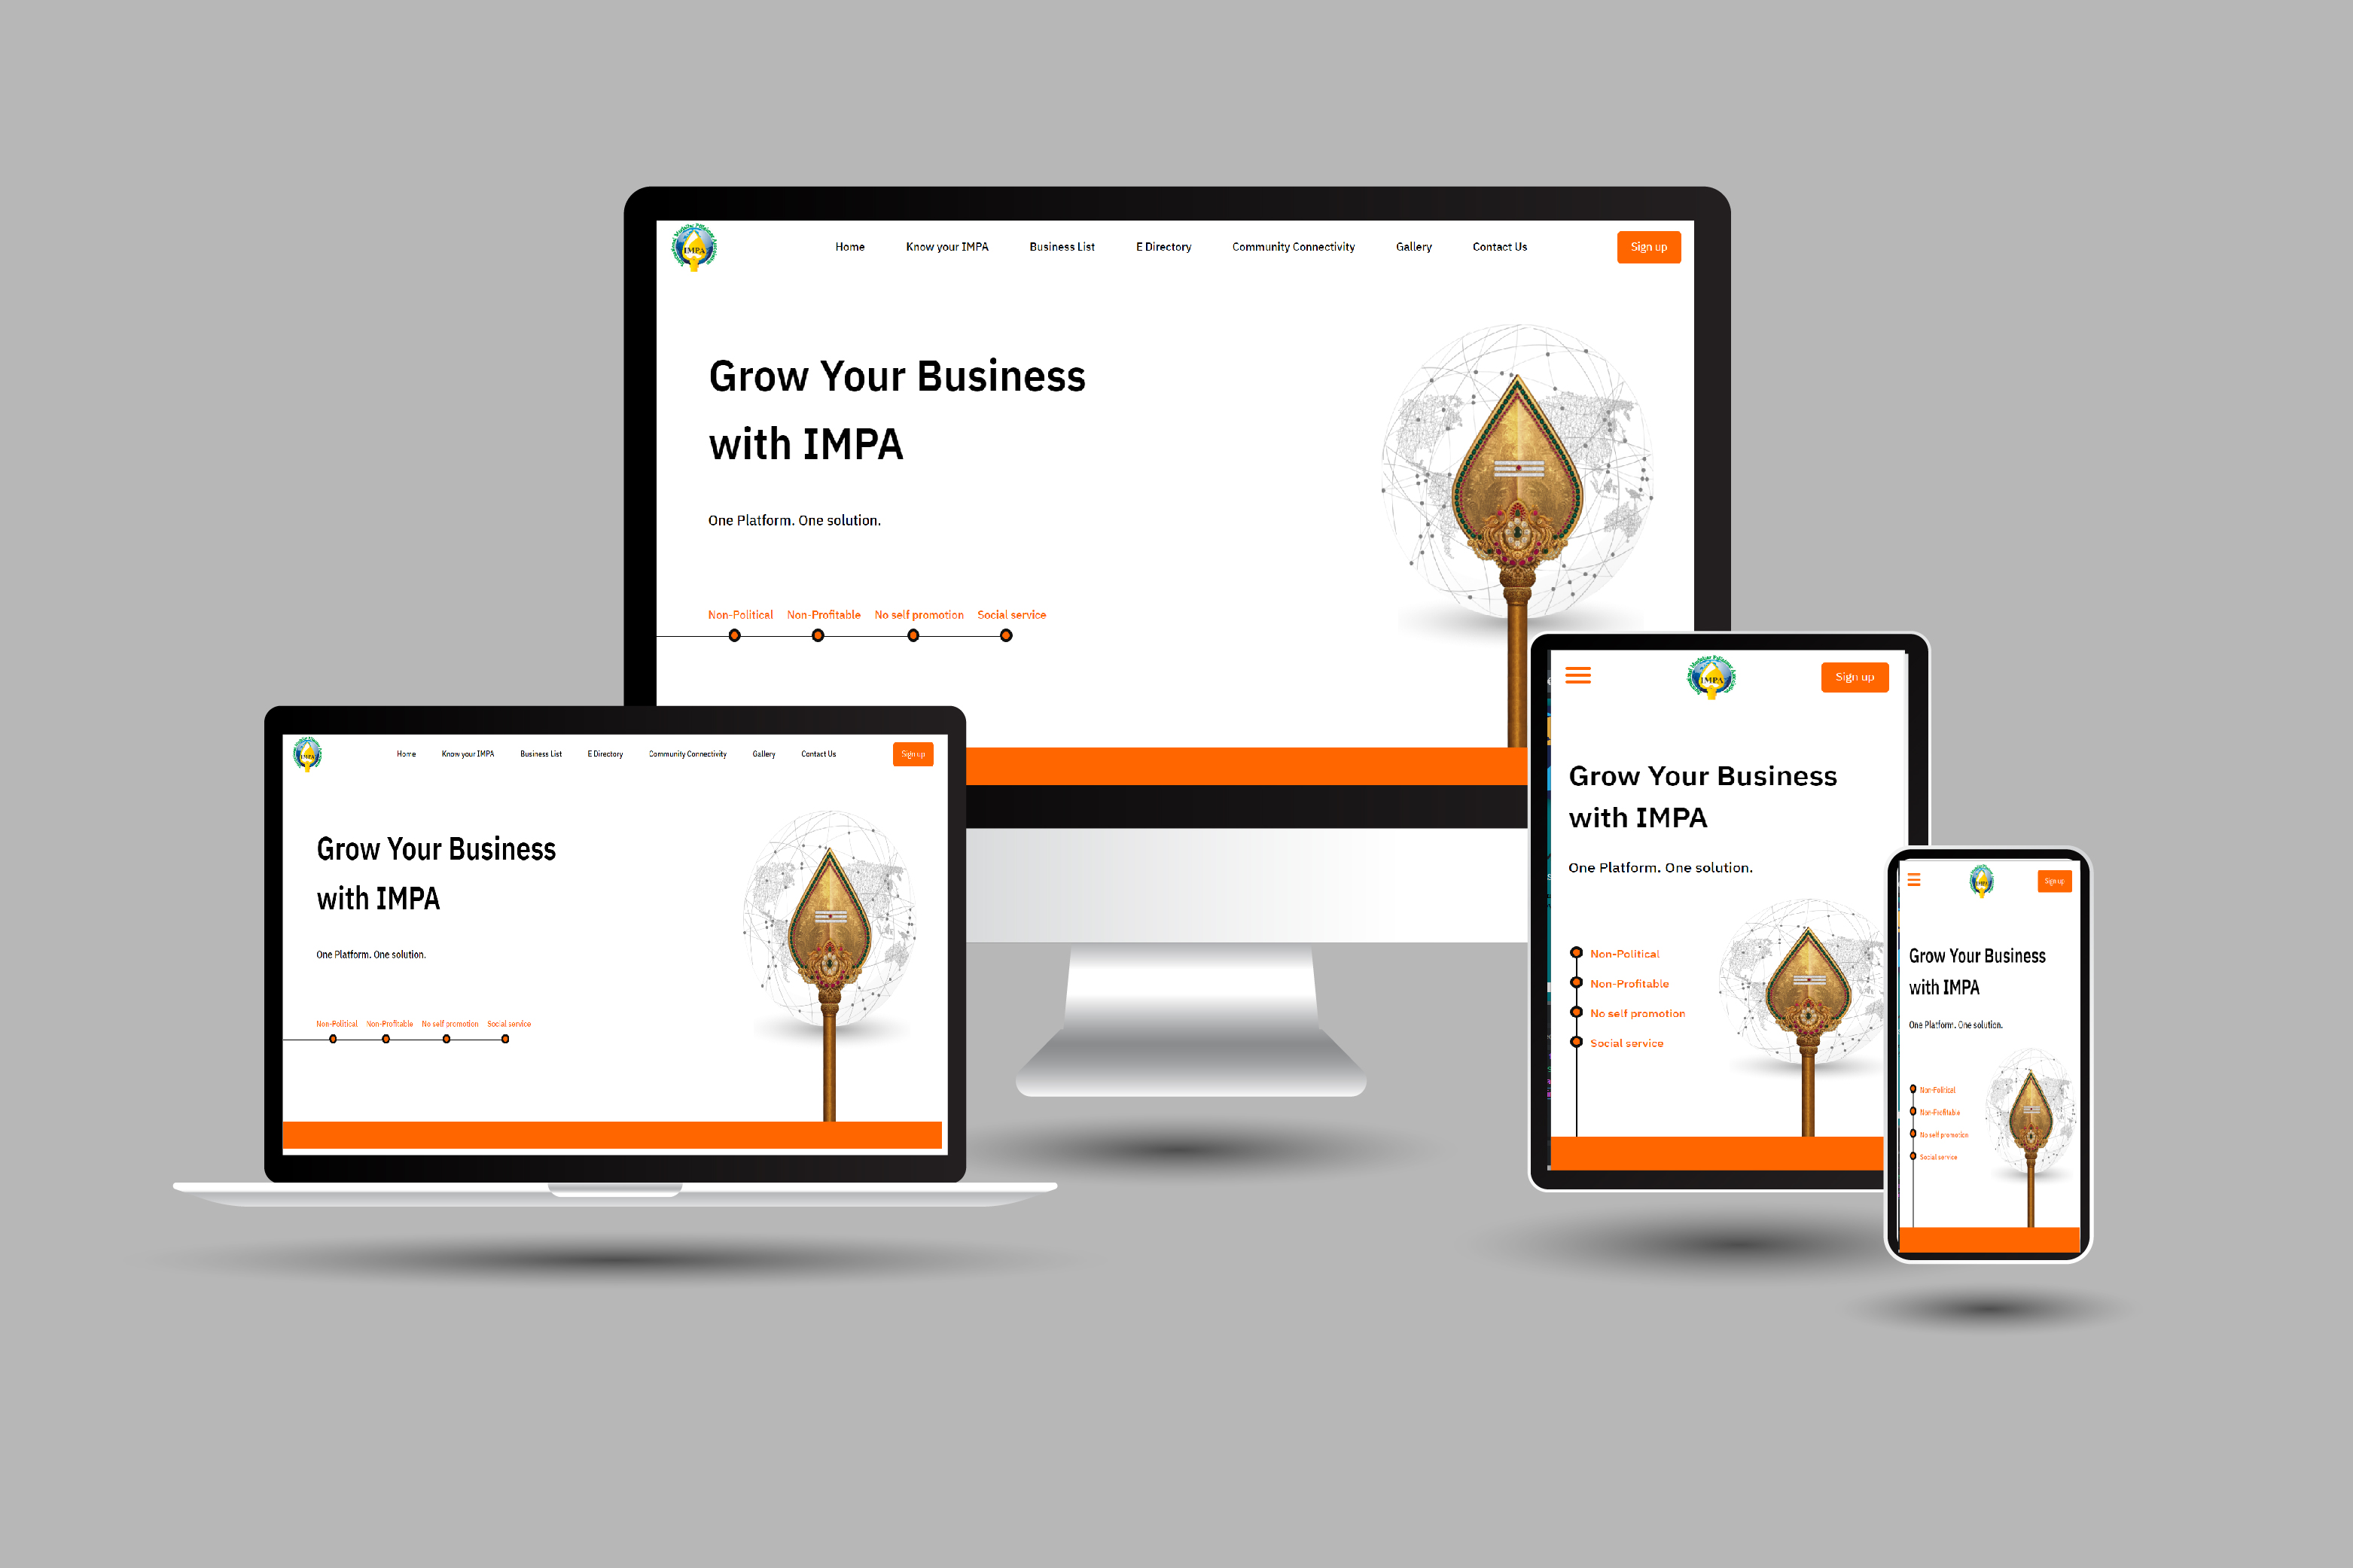 IMPA
Home Know your IMPA Business List E Directory Community Connectivity Gallery Contact Us Sign up
Grow Your Business
with IMPA
One Platform. One solution.
Non-Political Non-Profitable No self promotion Social service
IMPA
Home Know your IMPA Business List E Directory Community Connectivity Gallery Contact Us Sign up
Grow Your Business
with IMPA
One Platform. One solution.
Non-Political Non-Profitable No self promotion Social service
IMPA
Sign up
Grow Your Business
with IMPA
One Platform. One solution.
Non-Political
Non-Profitable
No self promotion
Social service
IMPA
Sign up
Grow Your Business
with IMPA
One Platform. One solution.
Non-Political
Non-Profitable
No self promotion
Social service